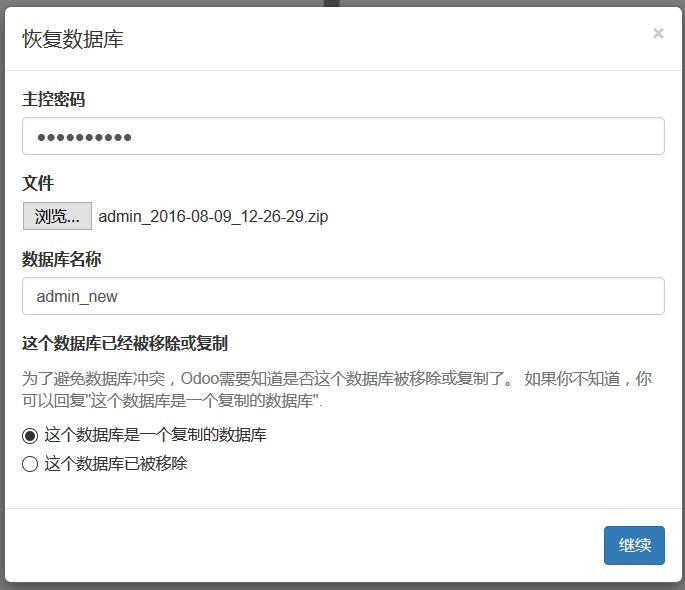 恢复数据库
×
主控密码
●●●●●●●●●●
文件
浏览... admin_2016-08-09_12-26-29.zip
数据库名称
admin_new
这个数据库已经被移除或复制
为了避免数据库冲突，Odoo需要知道是否这个数据库被移除或复制了。 如果你不知道，你
可以回复"这个数据库是一个复制的数据库".
这个数据库是一个复制的数据库
这个数据库已被移除
继续